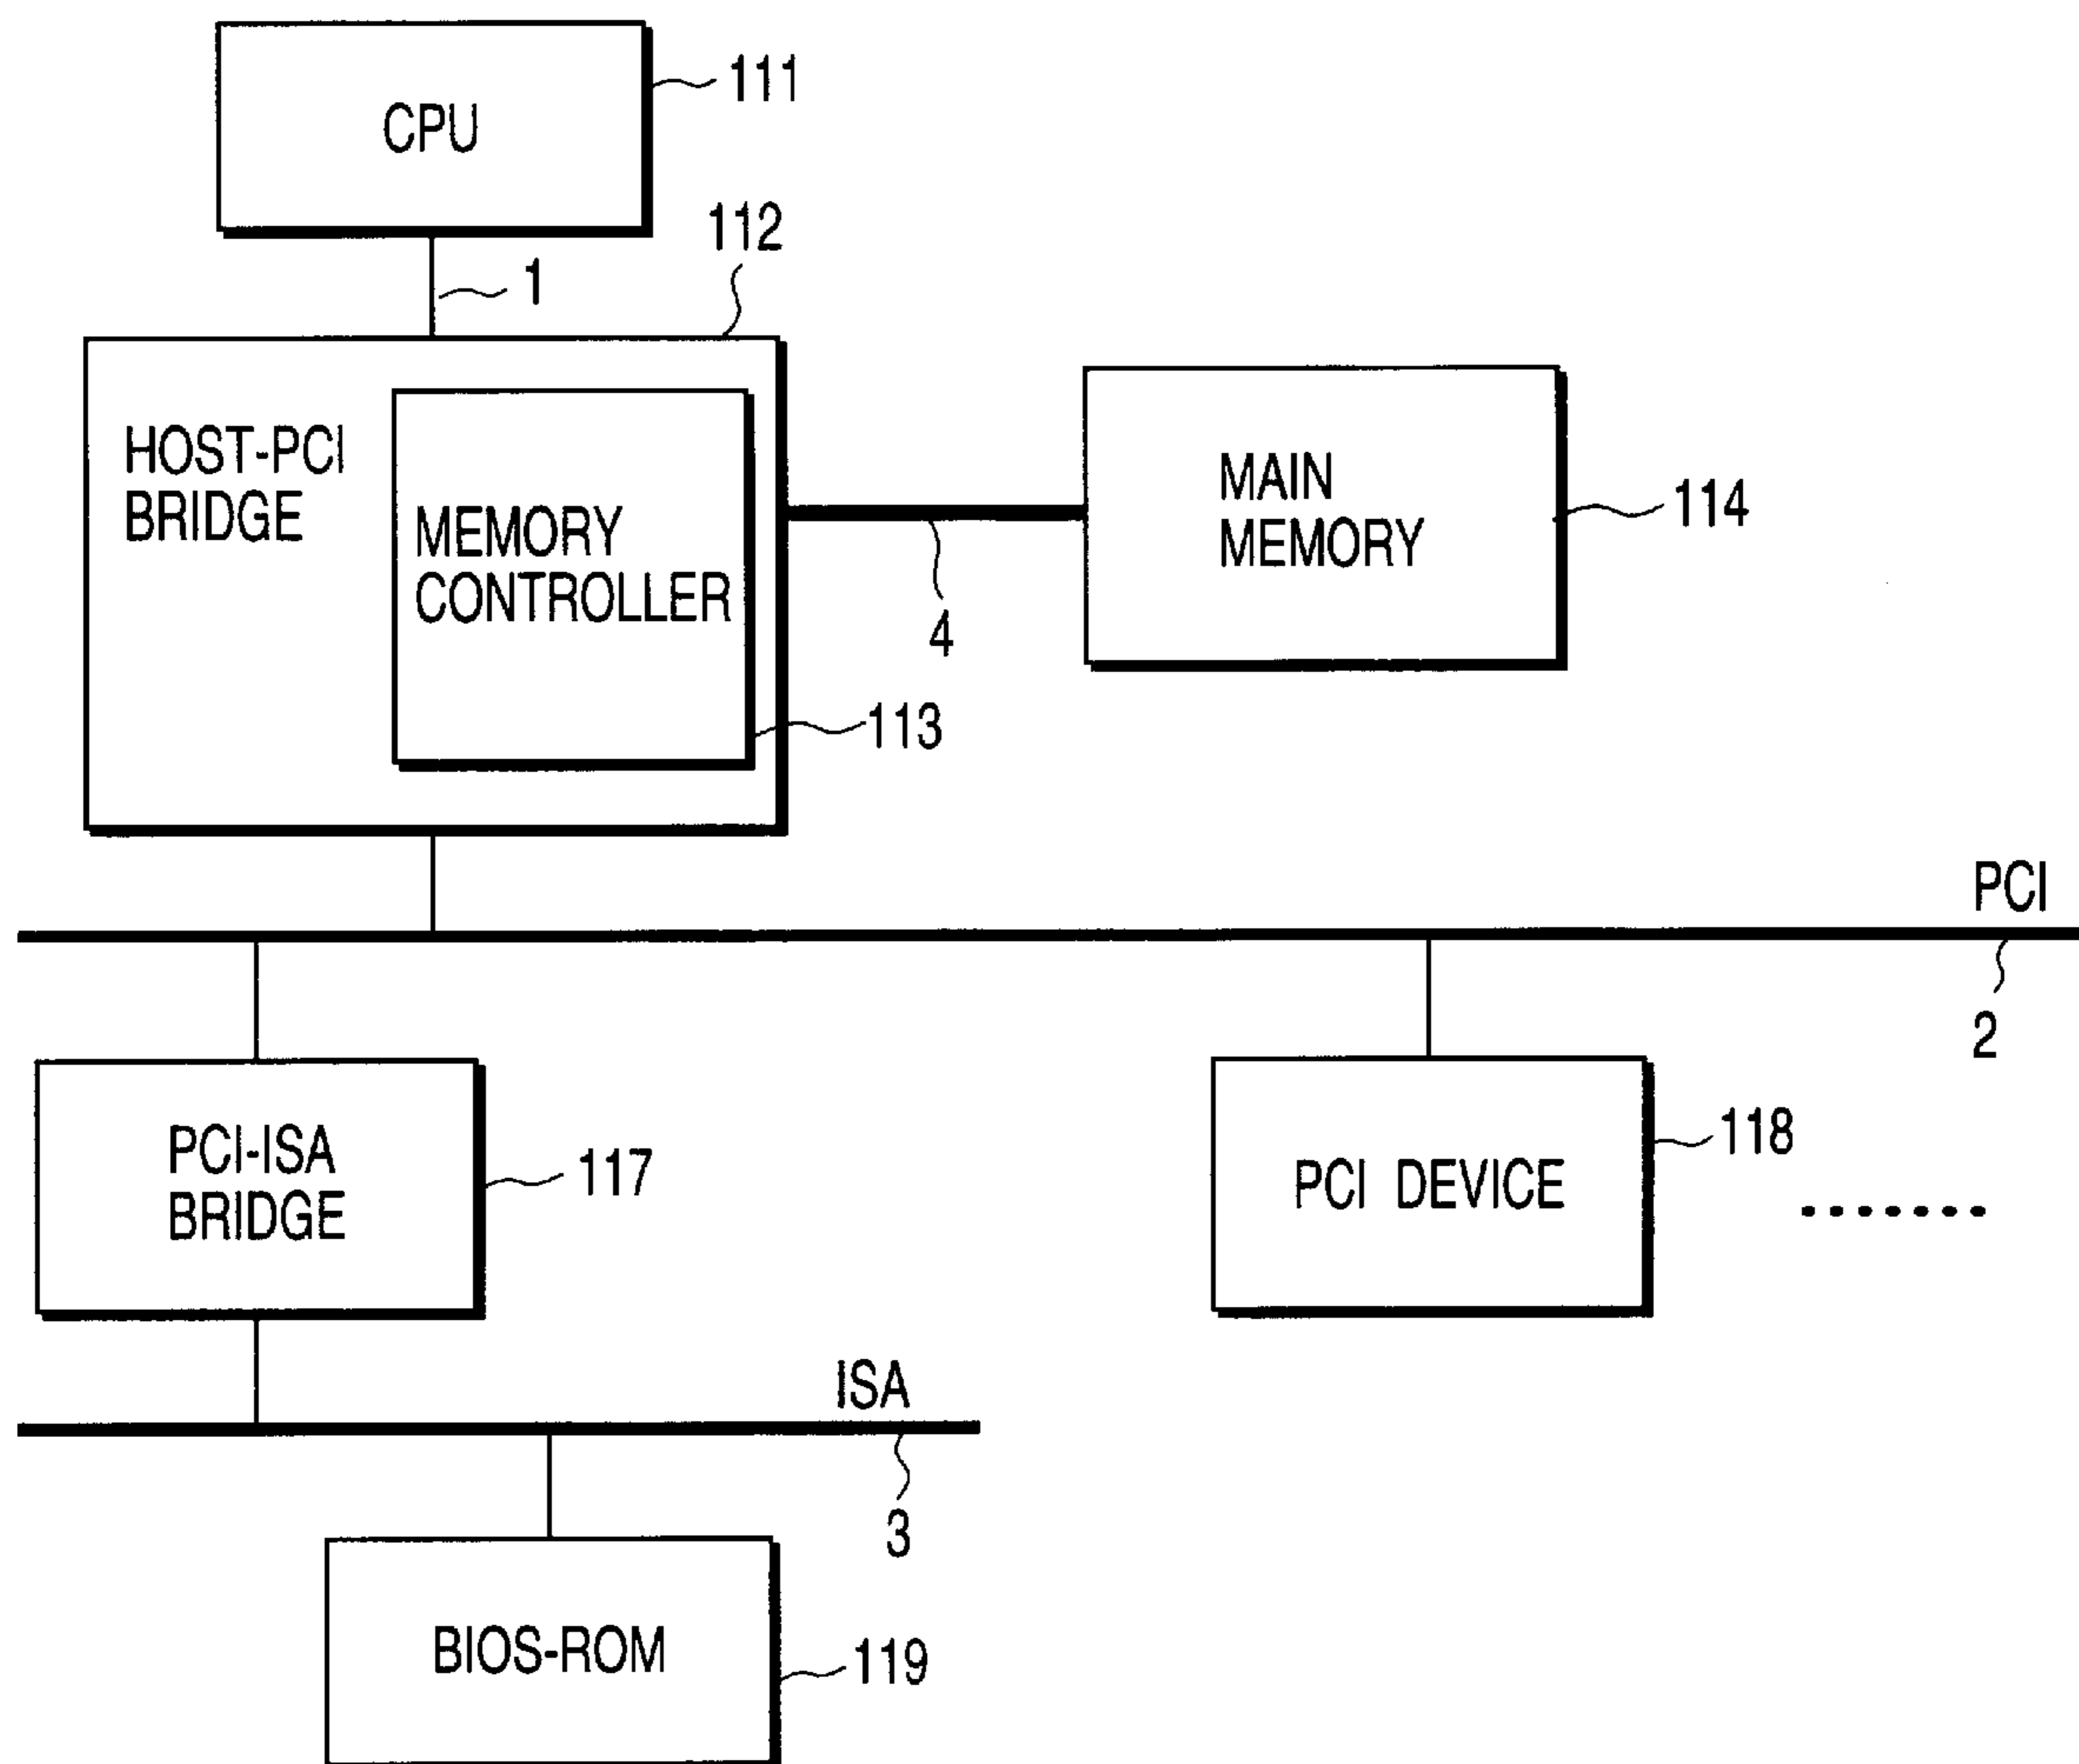 CPU
111
1
112
HOST-PCI
BRIDGE
MEMORY
CONTROLLER
113
4
MAIN
MEMORY
114
PCI
2
PCI-ISA
BRIDGE
117
PCI DEVICE
118
.......
ISA
3
BIOS-ROM
119